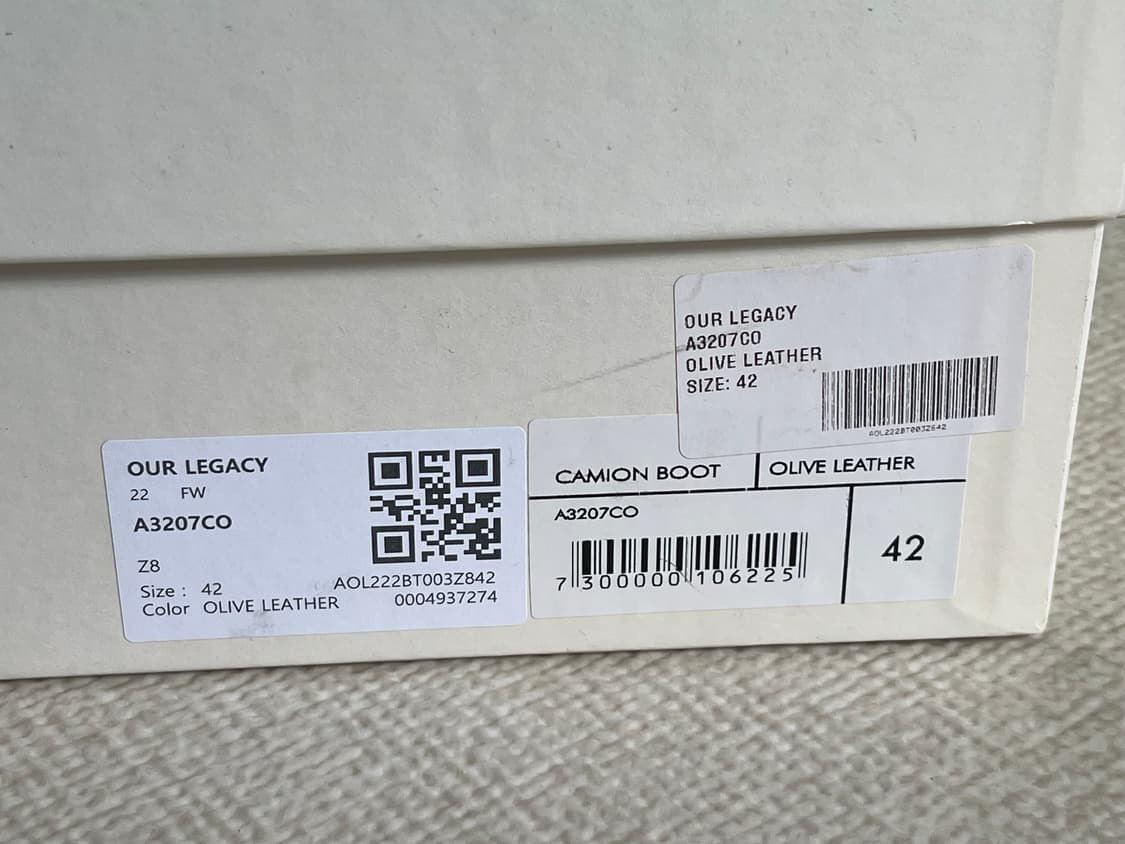 OUR LEGACY
A3207CO
OLIVE LEATHER
SIZE: 42
OUR LEGACY
22 FW
A3207CO
Z8
Size : 42
Color OLIVE LEATHER
AOL222BT003Z842
0004937274
CAMION BOOT
OLIVE LEATHER
A3207CO
7 300000 106225
42